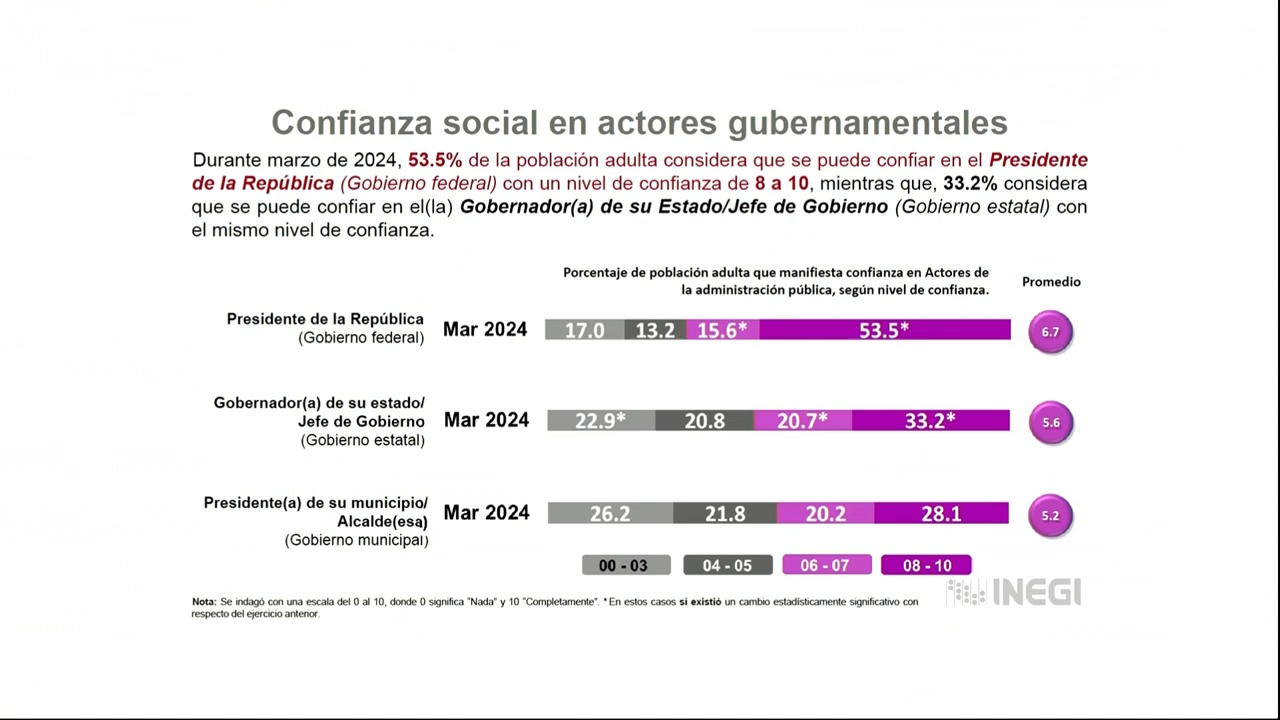 Confianza social en actores gubernamentales
Durante marzo de 2024, 53.5% de la población adulta considera que se puede confiar en el Presidente
de la República (Gobierno federal) con un nivel de confianza de 8 a 10, mientras que, 33.2% considera
que se puede confiar en el(la) Gobernador(a) de su Estado/Jefe de Gobierno (Gobierno estatal) con
el mismo nivel de confianza.
Porcentaje de población adulta que manifiesta confianza en Actores de
la administración pública, según nivel de confianza.
Promedio
Presidente de la República
(Gobierno federal)
Mar 2024
17.0 13.2 15.6* 53.5*
6.7
Gobernador(a) de su estado/
Jefe de Gobierno
(Gobierno estatal)
Mar 2024
22.9* 20.8 20.7* 33.2*
5.6
Presidente(a) de su municipio/
Alcalde(esa)
(Gobierno municipal)
Mar 2024
26.2 21.8 20.2 28.1
5.2
00 - 03 04 - 05 06 - 07 08 - 10
INEGI
Nota: Se indagó con una escala del 0 al 10, donde 0 significa "Nada" y 10 "Completamente". * En estos casos si existió un cambio estadísticamente significativo con
respecto del ejercicio anterior.